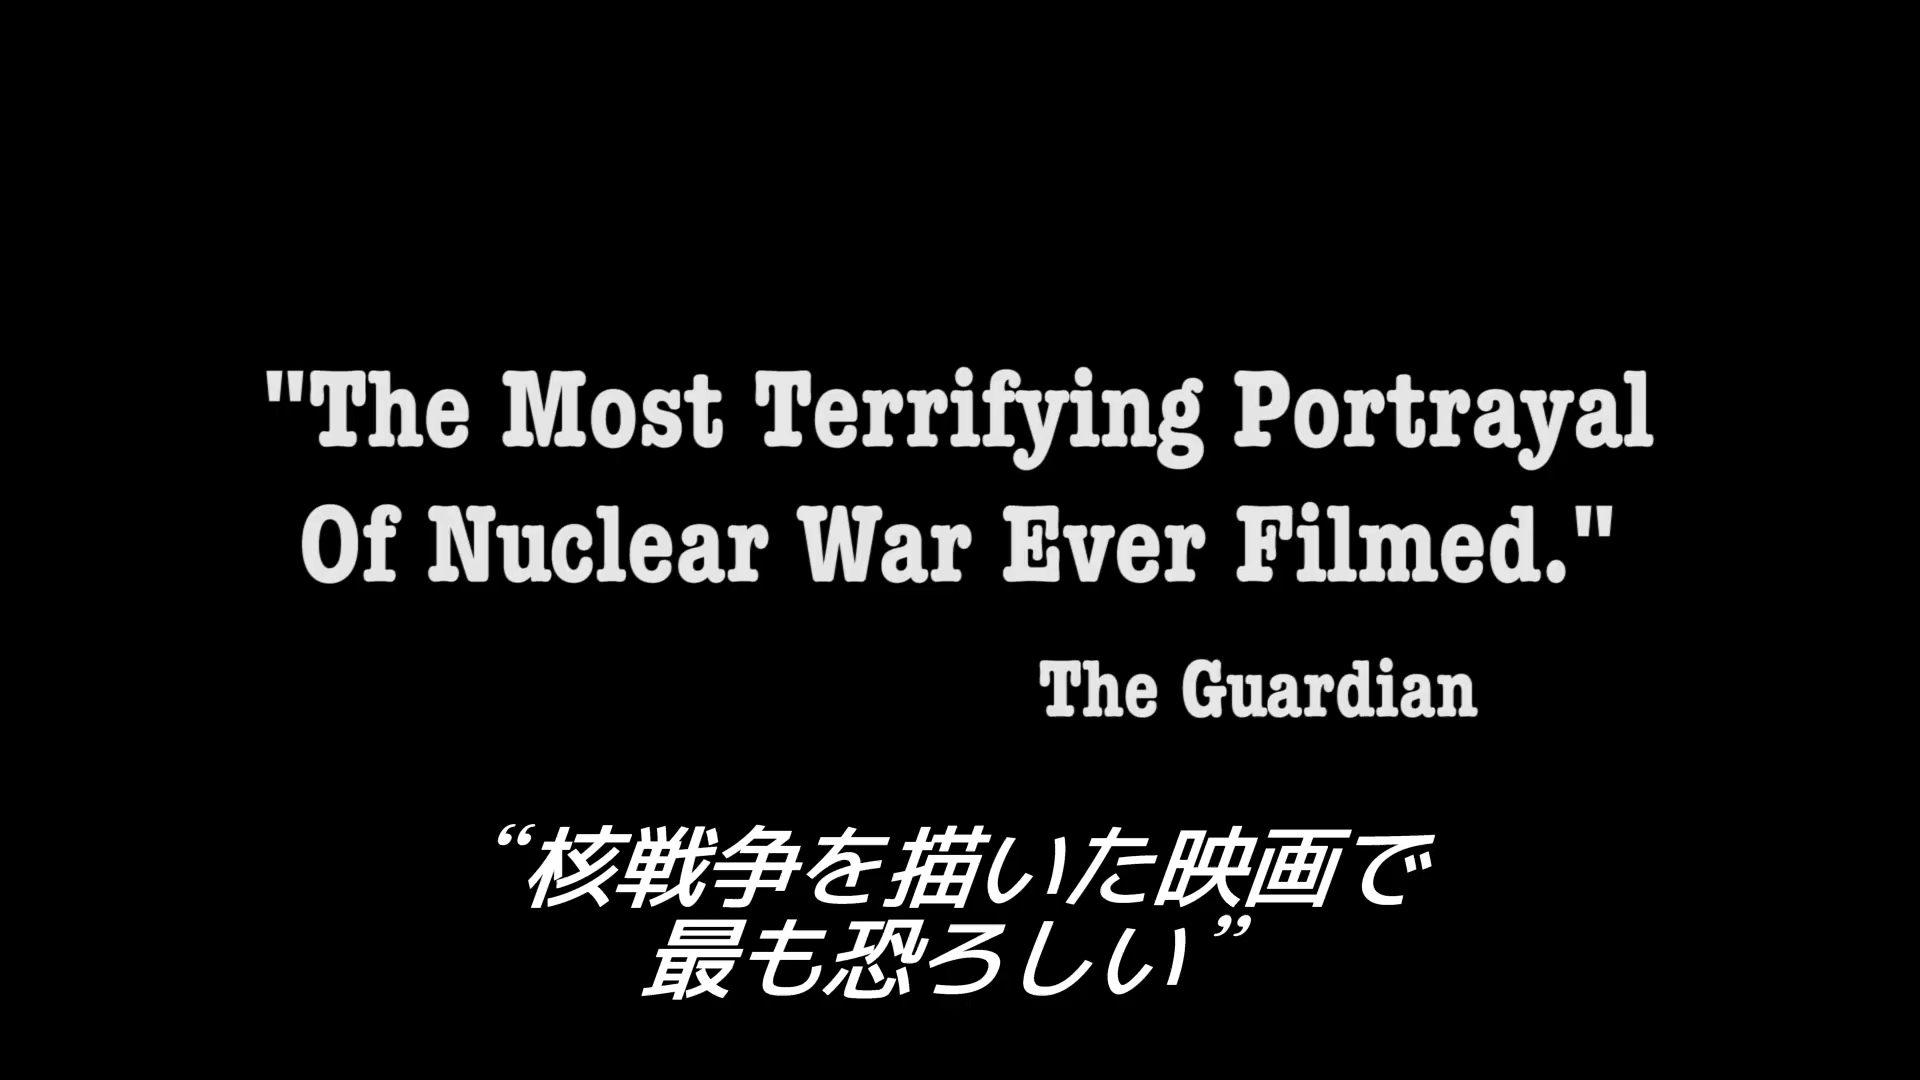 "The Most Terrifying Portrayal
Of Nuclear War Ever Filmed."
The Guardian
“核戦争を描いた映画で
最も恐ろしい”